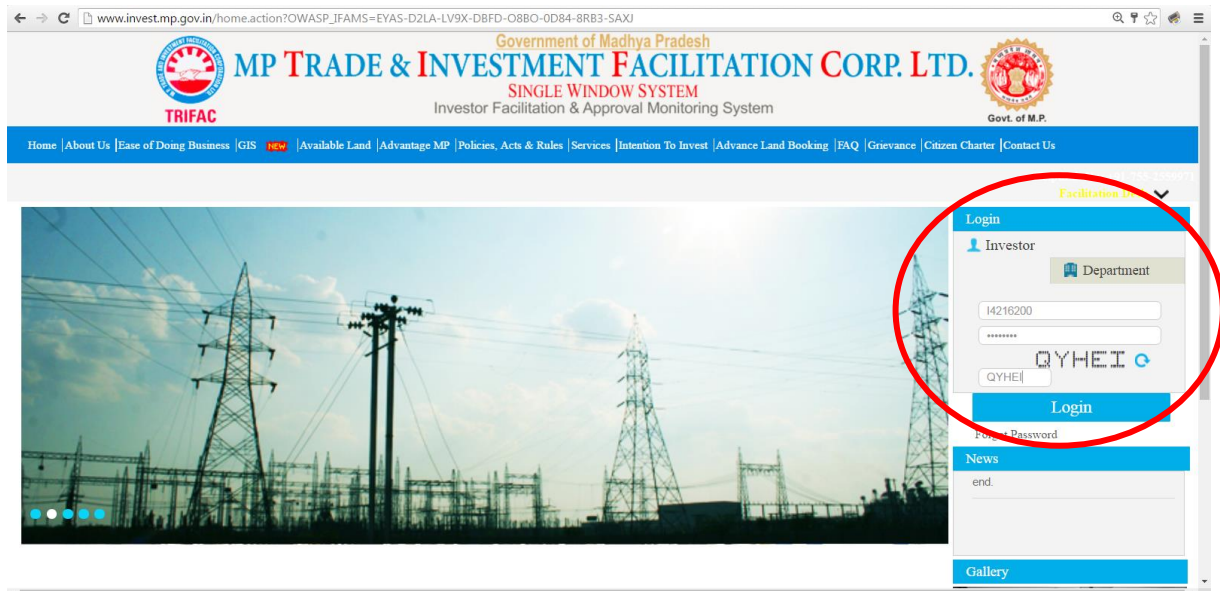 www.invest.mp.gov.in/home.action?OWASP_IFAMS=EYAS-D2LA-LV9X-DBFD-O8BO-0D84-8RB3-SAXJ
Government of Madhya Pradesh
MP TRADE & INVESTMENT FACILITATION CORP. LTD.
SINGLE WINDOW SYSTEM
Investor Facilitation & Approval Monitoring System
TRIFAC
Govt. of M.P.
Home |About Us |Ease of Doing Business |GIS NEW |Available Land |Advantage MP |Policies, Acts & Rules |Services |Intention To Invest |Advance Land Booking |FAQ |Grievance |Citizen Charter |Contact Us
Facilitation
Login
Investor
Department
I4216200
••••••••
QYHEI
QYHEI
Login
Forgot Password
News
end.
Gallery